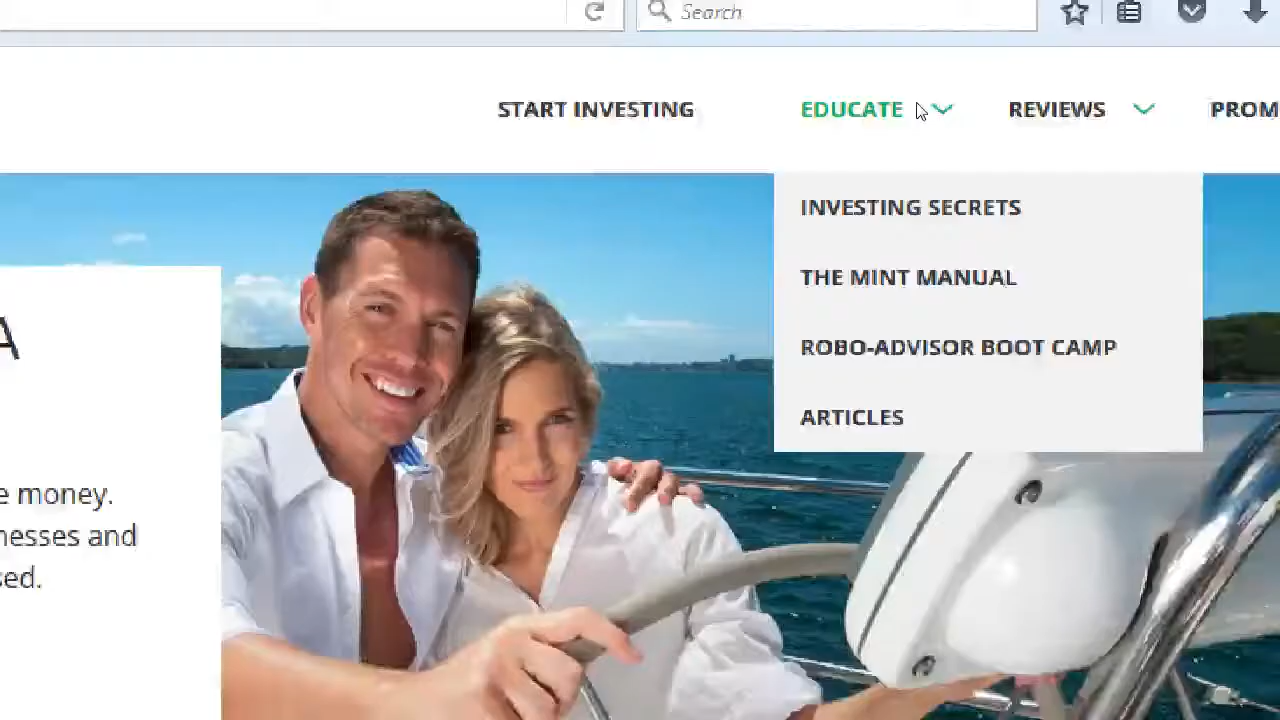 Search
START INVESTING EDUCATE REVIEWS PROM
INVESTING SECRETS
THE MINT MANUAL
ROBO-ADVISOR BOOT CAMP
ARTICLES
A
e money.
nesses and
sed.